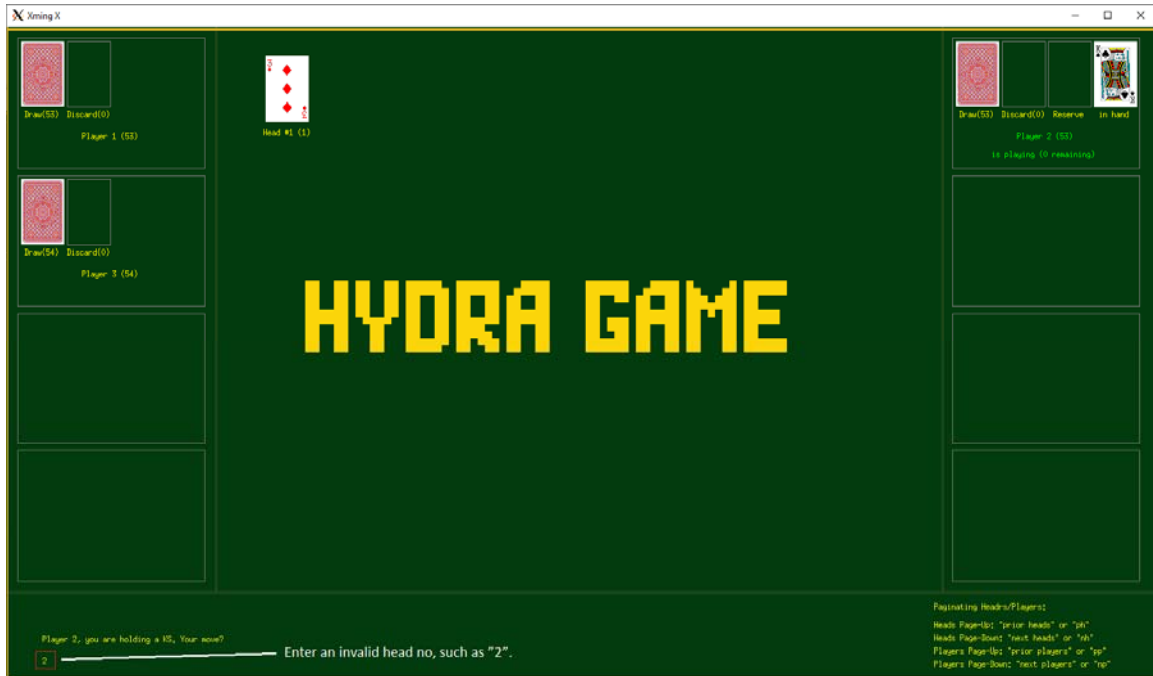 Xming X
Draw(53) Discard(0)
Player 1 (53)
Draw(54) Discard(0)
Player 3 (54)
3
3
Head #1 (1)
HYDRA GAME
K
K
Draw(53) Discard(0) Reserve in hand
Player 2 (53)
is playing (0 remaining)
Player 2, you are holding a KS, Your move?
2
Enter an invalid head no, such as "2".
Paginating Headrs/Players:
Heads Page-Up: "prior heads" or "ph"
Heads Page-Down: "next heads" or "nh"
Players Page-Up: "prior players" or "pp"
Players Page-Down: "next players" or "np"